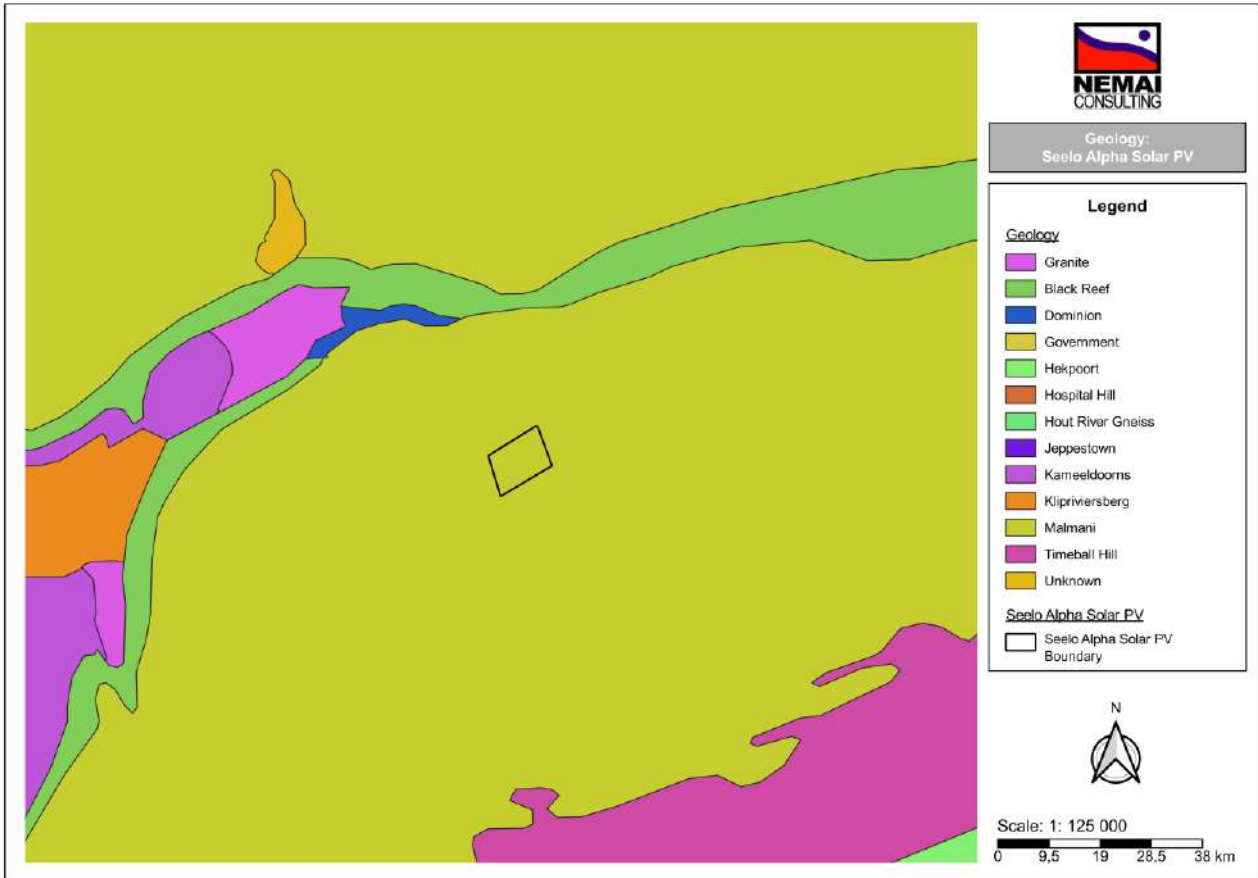 NEMAI
CONSULTING
Geology:
Seelo Alpha Solar PV
Legend
Geology
Granite
Black Reef
Dominion
Government
Hekpoort
Hospital Hill
Hout River Gneiss
Jeppestown
Kameeldoorns
Klipriviersberg
Malmani
Timeball Hill
Unknown
Seelo Alpha Solar PV
Seelo Alpha Solar PV
Boundary
N
Scale: 1: 125 000
0 9,5 19 28,5 38 km